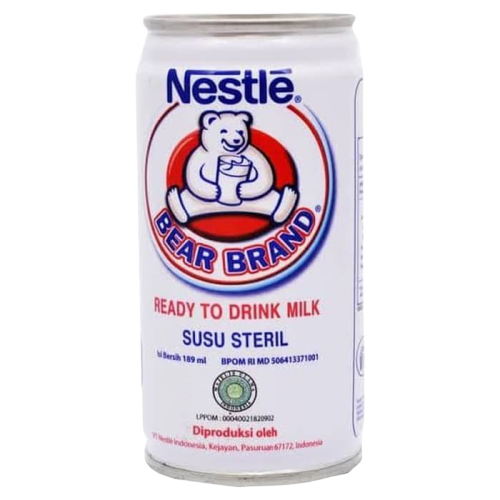 Nestlé®
BEAR BRAND®
READY TO DRINK MILK
SUSU STERIL
Isi Bersih 189 ml BPOM RI MD 506413371001
LPPOM : 00040021820902
Diproduksi oleh
PT Nestlé Indonesia, Kejayan, Pasuruan 67172, Indonesia